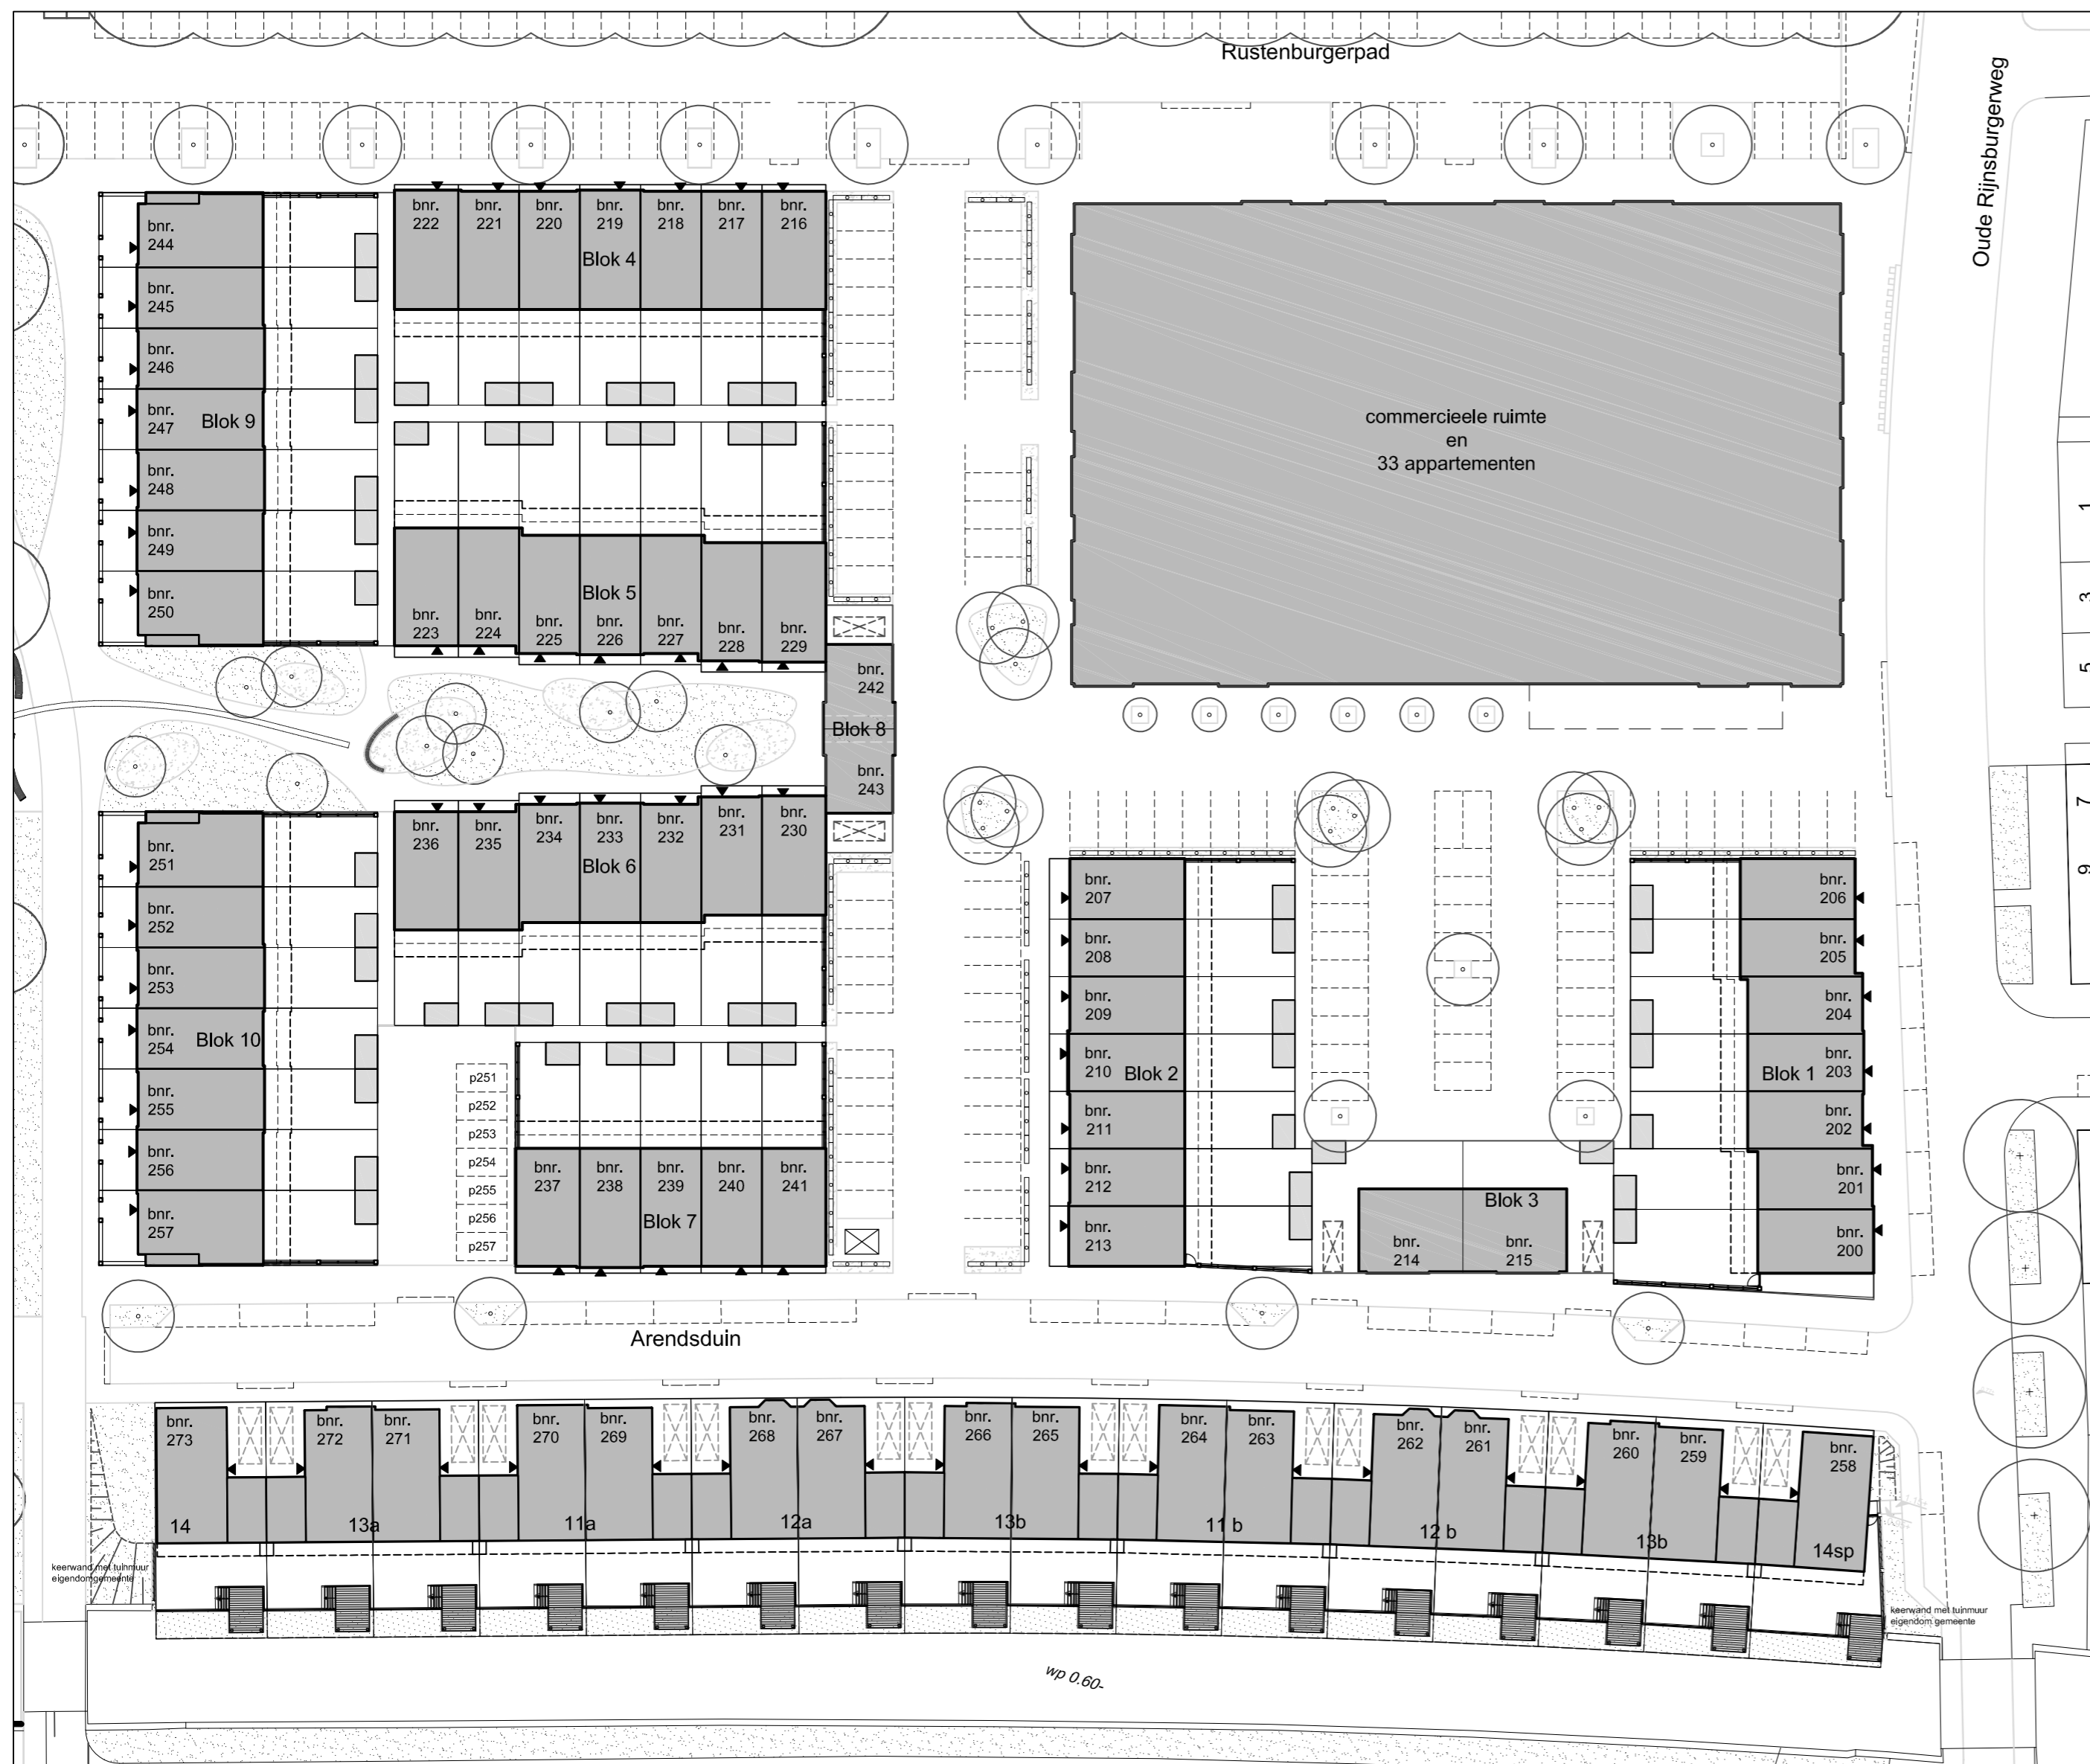 Rustenburgerpad
Oude Rijnsburgerweg
bnr.
244
bnr.
245
bnr.
246
bnr.
247
Blok 9
bnr.
248
bnr.
249
bnr.
250
bnr.
222
bnr.
221
bnr.
220
bnr.
219
bnr.
218
bnr.
217
bnr.
216
Blok 4
Blok 5
bnr.
223
bnr.
224
bnr.
225
bnr.
226
bnr.
227
bnr.
228
bnr.
229
commercieele ruimte
en
33 appartementen
1
3
5
7
9
bnr.
242
Blok 8
bnr.
243
bnr.
251
bnr.
252
bnr.
253
bnr.
254
Blok 10
bnr.
255
bnr.
256
bnr.
257
bnr.
236
bnr.
235
bnr.
234
bnr.
233
bnr.
232
bnr.
231
bnr.
230
Blok 6
p251
p252
p253
p254
p255
p256
p257
bnr.
237
bnr.
238
bnr.
239
bnr.
240
bnr.
241
Blok 7
bnr.
207
bnr.
208
bnr.
209
bnr.
210
Blok 2
bnr.
211
bnr.
212
bnr.
213
Blok 3
bnr.
214
bnr.
215
bnr.
206
bnr.
205
bnr.
204
bnr.
203
Blok 1
bnr.
202
bnr.
201
bnr.
200
Arendsduin
bnr.
273
bnr.
272
bnr.
271
bnr.
270
bnr.
269
bnr.
268
bnr.
267
bnr.
266
bnr.
265
bnr.
264
bnr.
263
bnr.
262
bnr.
261
bnr.
260
bnr.
259
bnr.
258
14
13a
11a
12a
13b
11 b
12 b
13b
14sp
keerwand met tuinmuur
eigendomgemeente
keerwand met tuinmuur
eigendom gemeente
wp 0.60-